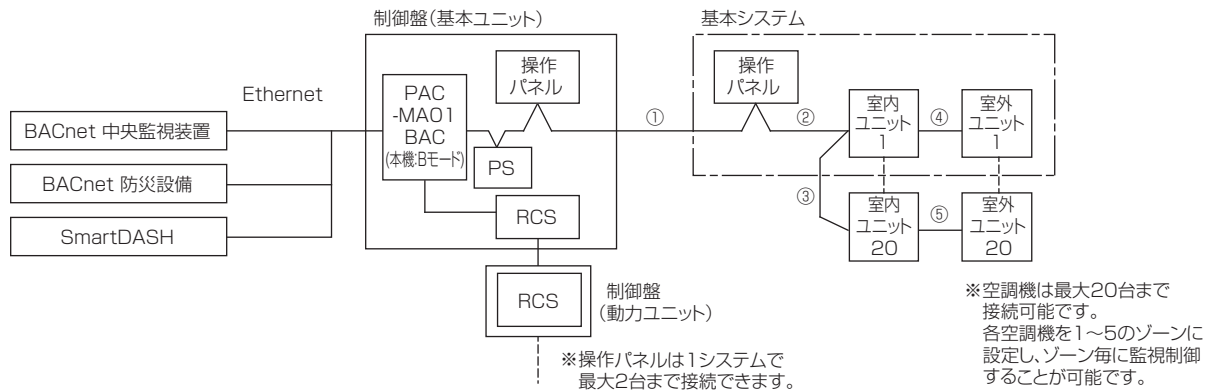 制御盤(基本ユニット)
基本システム
Ethernet
BACnet 中央監視装置
BACnet 防災設備
SmartDASH
PAC
-MA01
BAC
(本機:Bモード)
操作
パネル
PS
RCS
①
操作
パネル
②
室内
ユニット
1
④
室外
ユニット
1
③
室内
ユニット
20
⑤
室外
ユニット
20
RCS
制御盤
(動力ユニット)
※操作パネルは1システムで
最大2台まで接続できます。
※空調機は最大20台まで
接続可能です。
各空調機を1～5のゾーンに
設定し、ゾーン毎に監視制御
することが可能です。